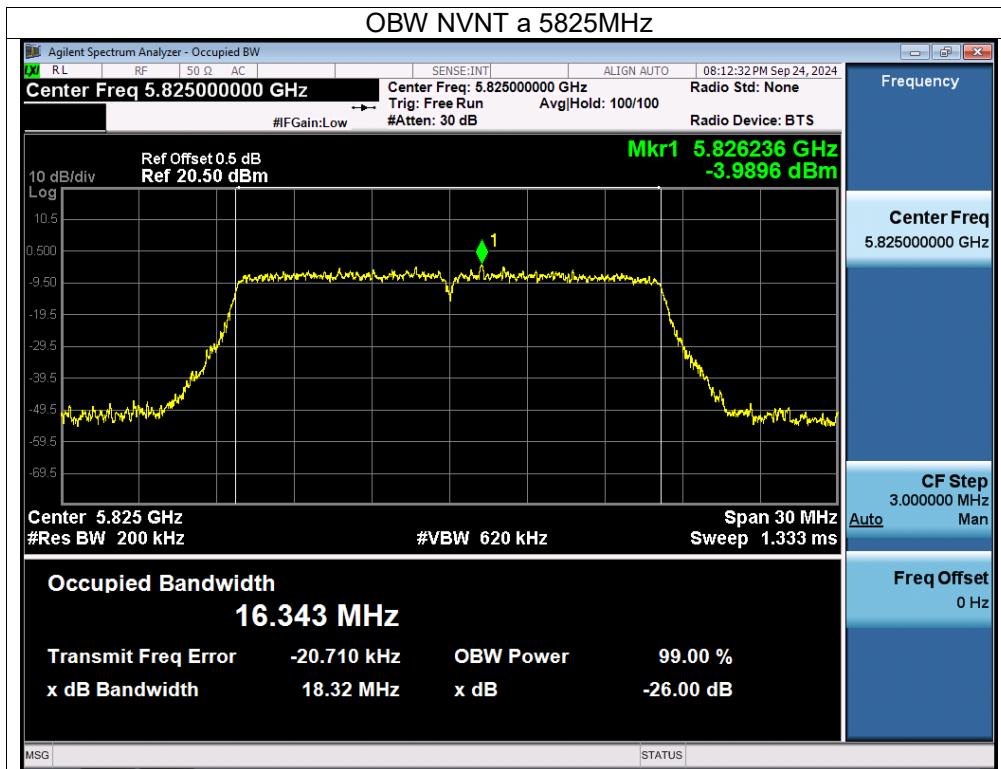 OBW NVNT a 5825MHz
Agilent Spectrum Analyzer - Occupied BW
LXI RL RF 50 Ω AC SENSE:INT ALIGN AUTO 08:12:32 PM Sep 24, 2024
Center Freq 5.825000000 GHz
Center Freq: 5.825000000 GHz
Radio Std: None
Trig: Free Run Avg|Hold: 100/100
#IFGain:Low #Atten: 30 dB Radio Device: BTS
Frequency
Mkr1 5.826236 GHz
-3.9896 dBm
Ref Offset 0.5 dB
10 dB/div Ref 20.50 dBm
Log
10.5
0.500
-9.50
-19.5
-29.5
-39.5
-49.5
-59.5
-69.5
1
Center 5.825 GHz Span 30 MHz
#Res BW 200 kHz #VBW 620 kHz Sweep 1.333 ms
Center Freq
5.825000000 GHz
CF Step
3.000000 MHz
Auto Man
Freq Offset
0 Hz
Occupied Bandwidth
16.343 MHz
Transmit Freq Error -20.710 kHz OBW Power 99.00 %
x dB Bandwidth 18.32 MHz x dB -26.00 dB
MSG STATUS